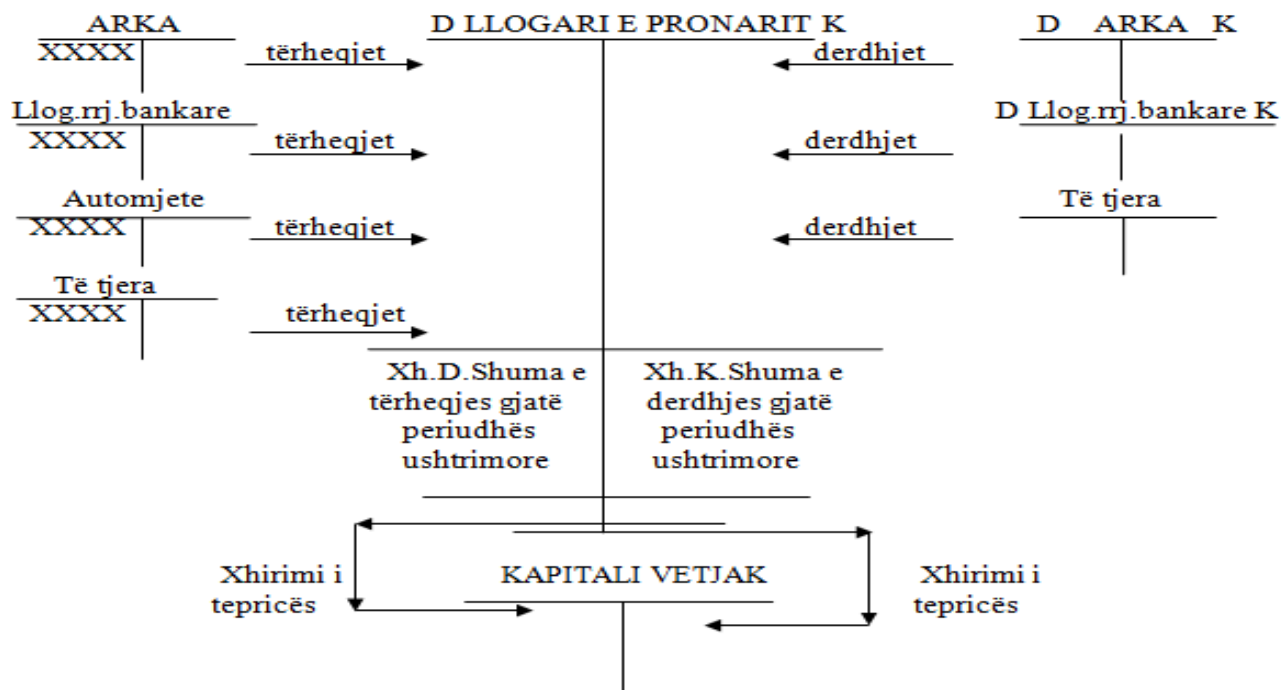 ARKA
D LLOGARI E PRONARIT K
D ARKA K
XXXX
tërheqjet
derdhjet
Llog.rrj.bankare
D Llog.rrj.bankare K
XXXX
tërheqjet
derdhjet
Automjete
Të tjera
XXXX
tërheqjet
derdhjet
Të tjera
XXXX
tërheqjet
Xh.D.Shuma e
tërheqjes gjatë
periudhës
ushtrimore
Xh.K.Shuma e
derdhjes gjatë
periudhës
ushtrimore
Xhirimi i
tepricës
KAPITALI VETJAK
Xhirimi i
tepricës